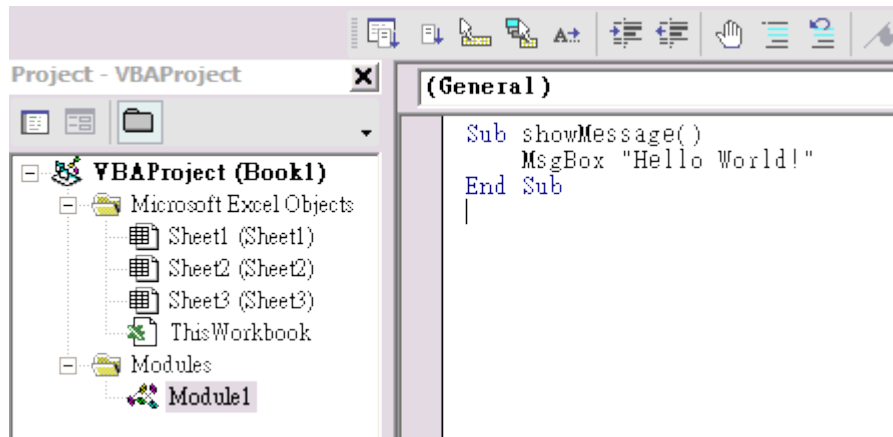 Project - VBAProject
VBAProject (Book1)
Microsoft Excel Objects
Sheet1 (Sheet1)
Sheet2 (Sheet2)
Sheet3 (Sheet3)
ThisWorkbook
Modules
Module1
(General)
Sub showMessage()
MsgBox "Hello World!"
End Sub